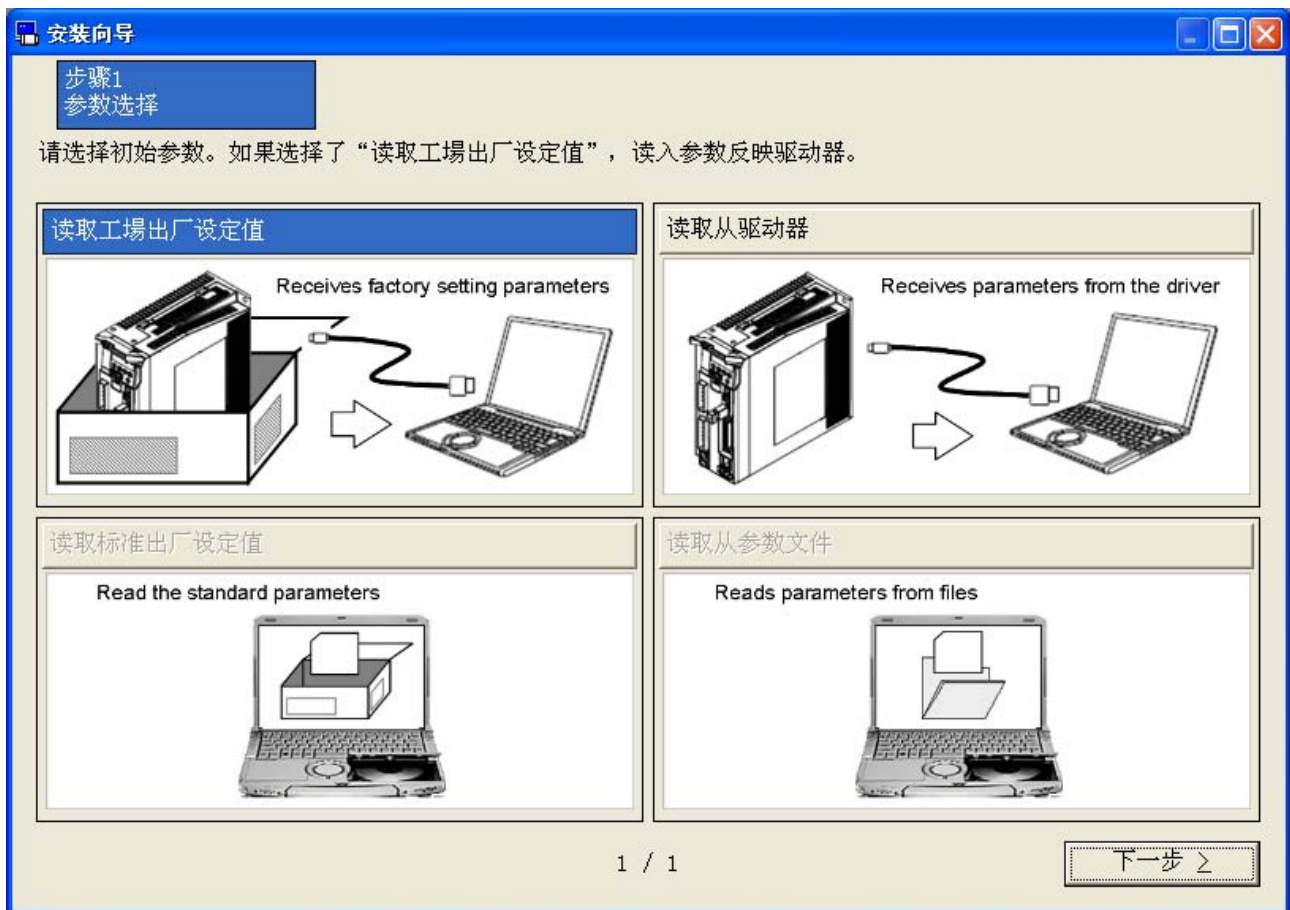 安装向导
步骤1
参数选择
请选择初始参数。如果选择了“读取工場出厂设定值”，读入参数反映驱动器。
读取工場出厂设定值
读取从驱动器
Receives factory setting parameters
Receives parameters from the driver
读取标准出厂设定值
读取从参数文件
Read the standard parameters
Reads parameters from files
1 / 1
下一步 >